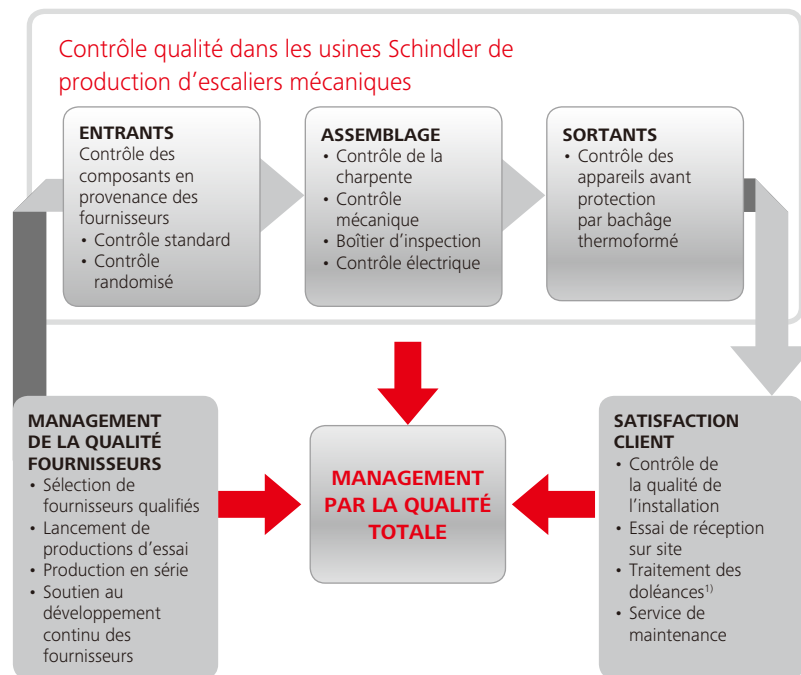 Contrôle qualité dans les usines Schindler de
production d'escaliers mécaniques
ENTRANTS
Contrôle des
composants en
provenance des
fournisseurs
• Contrôle standard
• Contrôle
randomisé
ASSEMBLAGE
• Contrôle de la
charpente
• Contrôle
mécanique
• Boîtier d'inspection
• Contrôle électrique
SORTANTS
• Contrôle des
appareils avant
protection
par bachâge
thermoformé
MANAGEMENT
DE LA QUALITÉ
FOURNISSEURS
• Sélection de
fournisseurs qualifiés
• Lancement de
productions d'essai
• Production en série
• Soutien au
développement
continu des
fournisseurs
MANAGEMENT
PAR LA QUALITÉ
TOTALE
SATISFACTION
CLIENT
• Contrôle de
la qualité de
l'installation
• Essai de réception
sur site
• Traitement des
doléances¹⁾
• Service de
maintenance